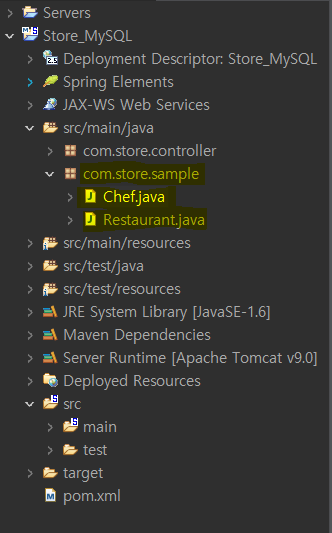 Servers
Store_MySQL
Deployment Descriptor: Store_MySQL
Spring Elements
JAX-WS Web Services
src/main/java
com.store.controller
com.store.sample
Chef.java
Restaurant.java
src/main/resources
src/test/java
src/test/resources
JRE System Library [JavaSE-1.6]
Maven Dependencies
Server Runtime [Apache Tomcat v9.0]
Deployed Resources
src
main
test
target
pom.xml